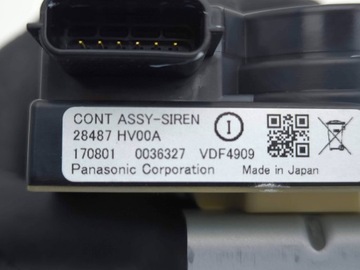 CONT ASSY-SIREN
28487 HV00A
I
170801 0036327 VDF4909
Panasonic Corporation Made in Japan